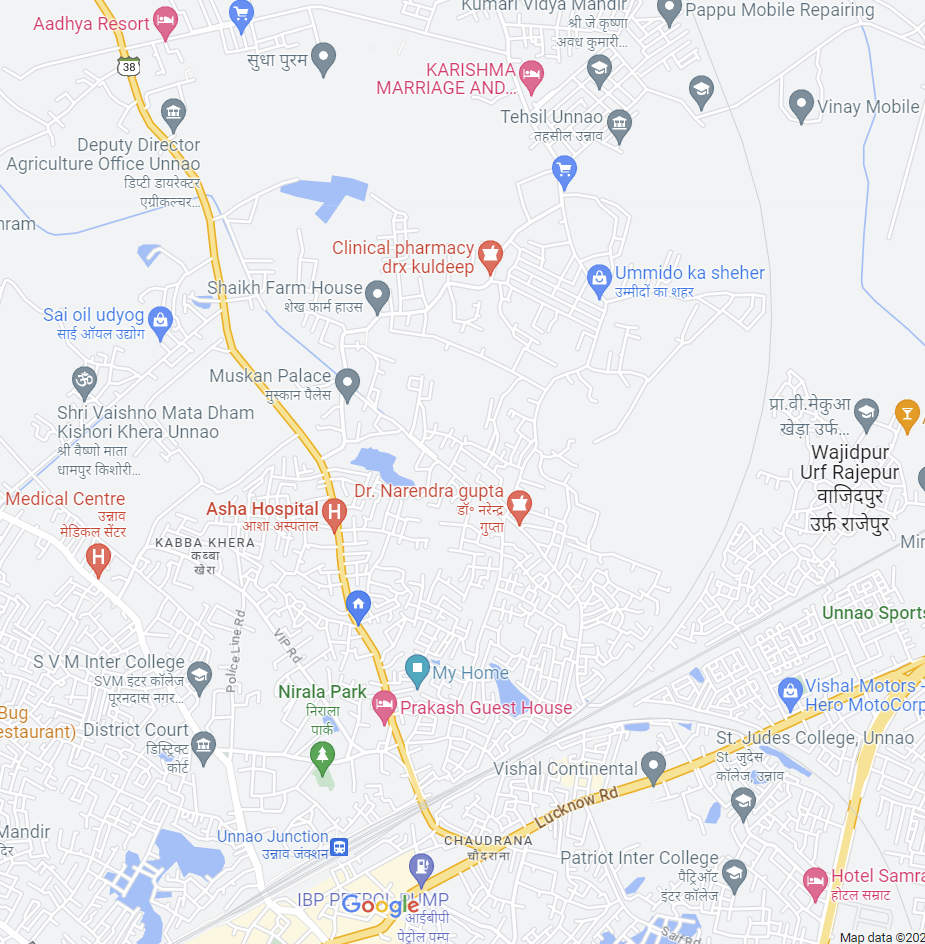 Kumari Vidya Mandir
श्री जे.कृष्णा
अवध कुमारी...
Pappu Mobile Repairing
Aadhya Resort
सुधा पुरम
38
KARISHMA
MARRIAGE AND...
Tehsil Unnao
तहसील उन्नाव
Vinay Mobile
Deputy Director
Agriculture Office Unnao
डिप्टी डायरेक्टर
एग्रीकल्चर...
Clinical pharmacy
drx kuldeep
Ummido ka sheher
उम्मीदों का शहर
Shaikh Farm House
शेख फार्म हाउस
Sai oil udyog
साई ऑयल उद्योग
Muskan Palace
मुस्कान पैलेस
Shri Vaishno Mata Dham
Kishori Khera Unnao
श्री वैष्णो माता
धामपुर किशोरी...
प्रा.वी.मेकुआ
खेड़ा उर्फ...
Wajidpur
Urf Rajepur
वाजिदपुर
उर्फ़ राजेपुर
Medical Centre
उन्नाव
मेडिकल सेंटर
Asha Hospital
आशा अस्पताल
Dr. Narendra gupta
डॉ॰ नरेन्द्र
गुप्ता
KABBA KHERA
कब्बा
खेरा
Unnao Sports
Police Line Rd
VIP Rd
S V M Inter College
SVM इंटर कॉलेज
पूरनदास नगर...
My Home
Nirala Park
निराला
पार्क
Prakash Guest House
Vishal Motors -
Hero MotoCorp
Bug
District Court
डिस्ट्रिक्ट
कोर्ट
St. Judes College, Unnao
St. जुदेस
कॉलेज, उन्नाव
Vishal Continental
Lucknow Rd
Mandir
Unnao Junction
उन्नाव जंक्शन
CHAUDRANA
चौदराना
Patriot Inter College
पैट्रिऑट
इंटर कॉलेज
Hotel Samra
होटल सम्राट
IBP PETROL PUMP
आईबीपी
पेट्रोल पम्प
Google
Sair Rd
Map data ©202